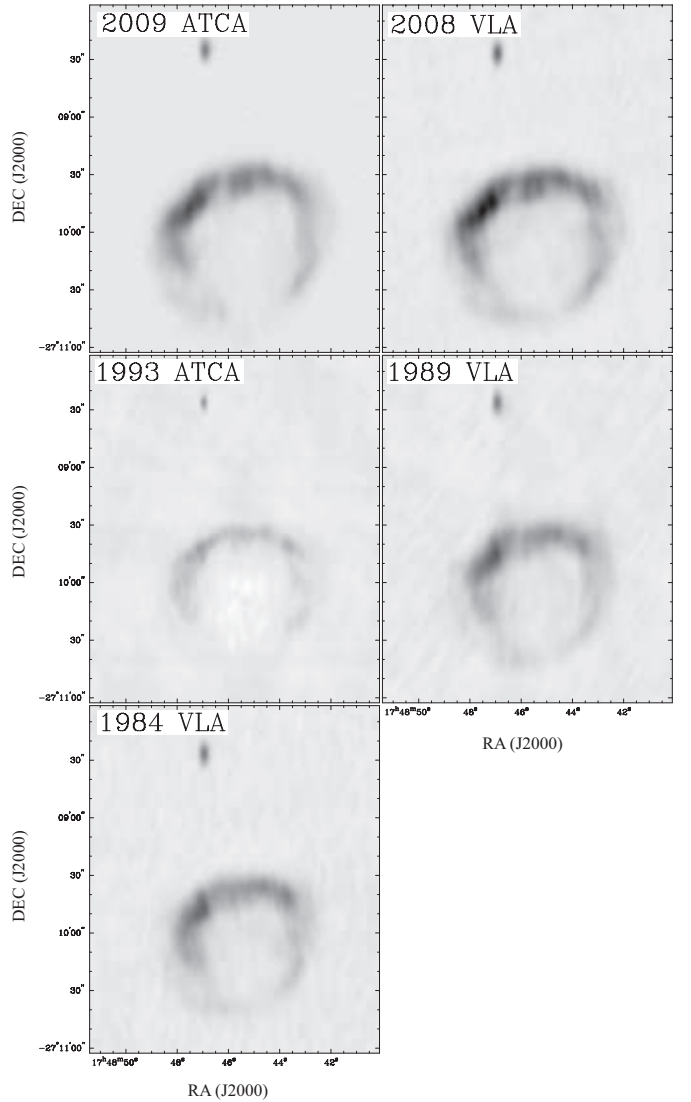 2009 ATCA
2008 VLA
30"
09'00"
30"
10'00"
30"
−27°11'00"
DEC (J2000)
1993 ATCA
1989 VLA
30"
09'00"
30"
10'00"
30"
−27°11'00"
DEC (J2000)
17ʰ48ᵐ50ˢ 48ˢ 46ˢ 44ˢ 42ˢ
RA (J2000)
1984 VLA
30"
09'00"
30"
10'00"
30"
−27°11'00"
DEC (J2000)
17ʰ48ᵐ50ˢ 48ˢ 46ˢ 44ˢ 42ˢ
RA (J2000)